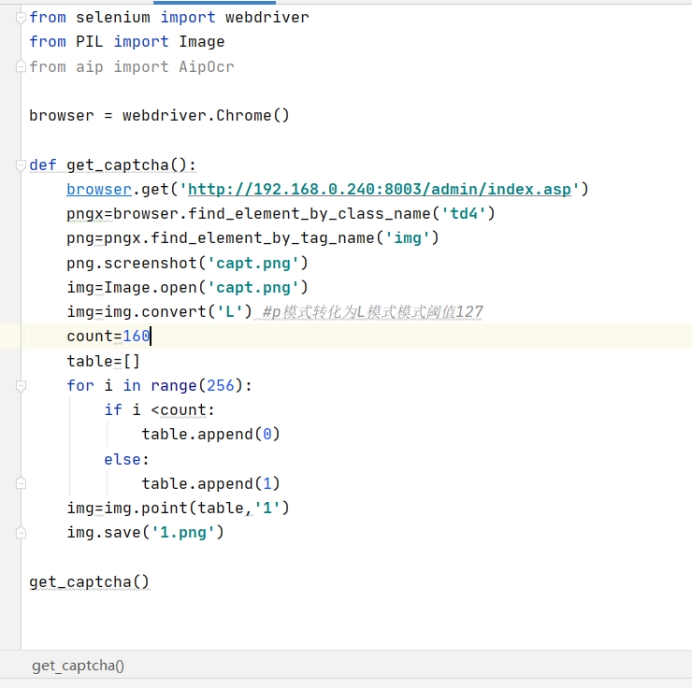 from selenium import webdriver
from PIL import Image
from aip import AipOcr
browser = webdriver.Chrome()
def get_captcha():
browser.get('http://192.168.0.240:8003/admin/index.asp')
pngx=browser.find_element_by_class_name('td4')
png=pngx.find_element_by_tag_name('img')
png.screenshot('capt.png')
img=Image.open('capt.png')
img=img.convert('L') #p模式转化为L模式模式阈值127
count=160
table=[]
for i in range(256):
if i <count:
table.append(0)
else:
table.append(1)
img=img.point(table,'1')
img.save('1.png')
get_captcha()
get_captcha()